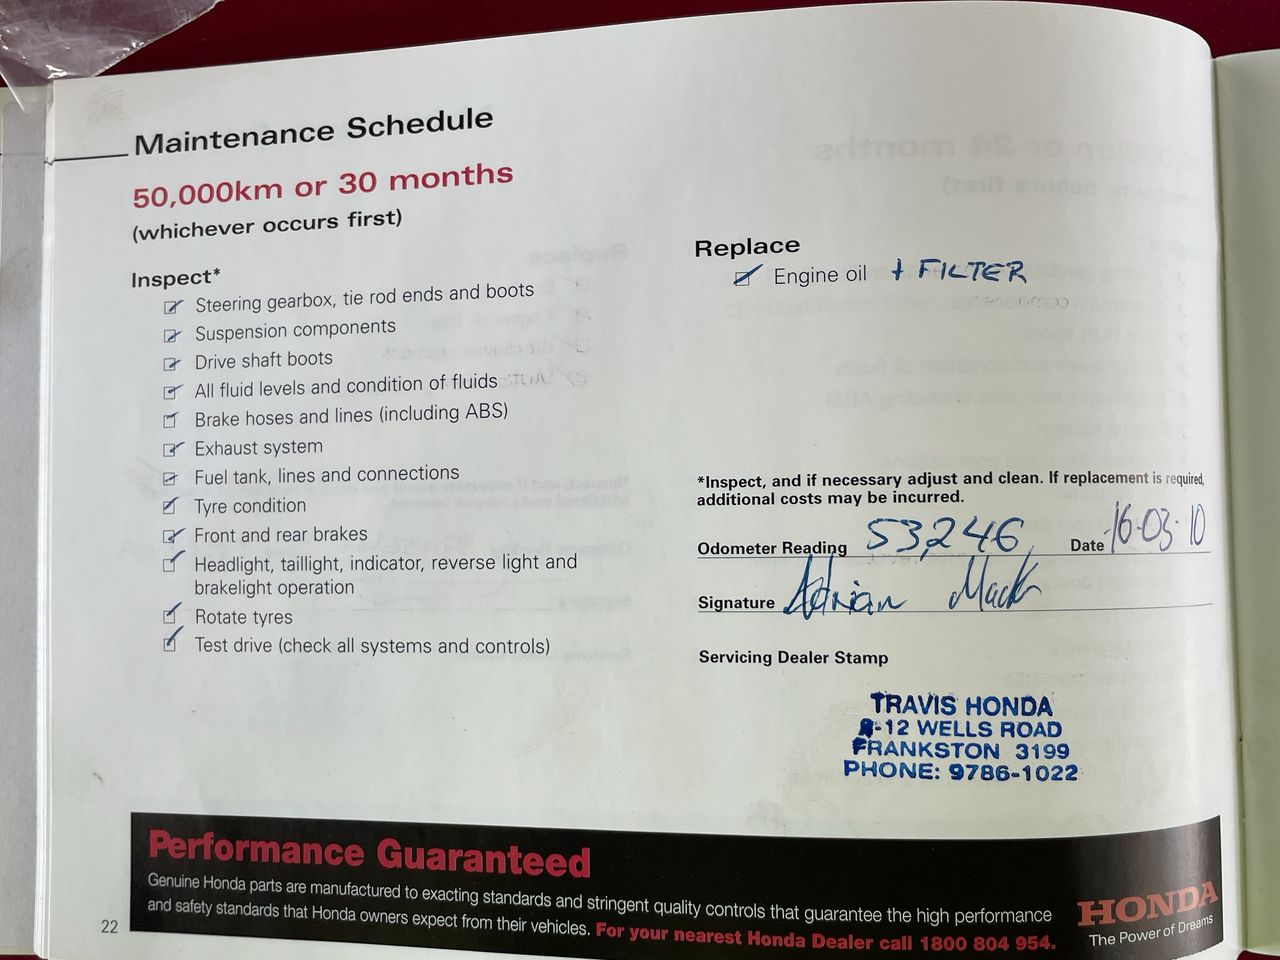 Maintenance Schedule
50,000km or 30 months
(whichever occurs first)
Inspect*
Steering gearbox, tie rod ends and boots
Suspension components
Drive shaft boots
All fluid levels and condition of fluids
Brake hoses and lines (including ABS)
Exhaust system
Fuel tank, lines and connections
Tyre condition
Front and rear brakes
Headlight, taillight, indicator, reverse light and
brakelight operation
Rotate tyres
Test drive (check all systems and controls)
Replace
Engine oil + FILTER
*Inspect, and if necessary adjust and clean. If replacement is required,
additional costs may be incurred.
Odometer Reading 53,246 Date 16-03-10
Signature Adrian Mack
Servicing Dealer Stamp
TRAVIS HONDA
-12 WELLS ROAD
FRANKSTON 3199
PHONE: 9786-1022
Performance Guaranteed
Genuine Honda parts are manufactured to exacting standards and stringent quality controls that guarantee the high performance
and safety standards that Honda owners expect from their vehicles. For your nearest Honda Dealer call 1800 804 954.
HONDA
The Power of Dreams
22